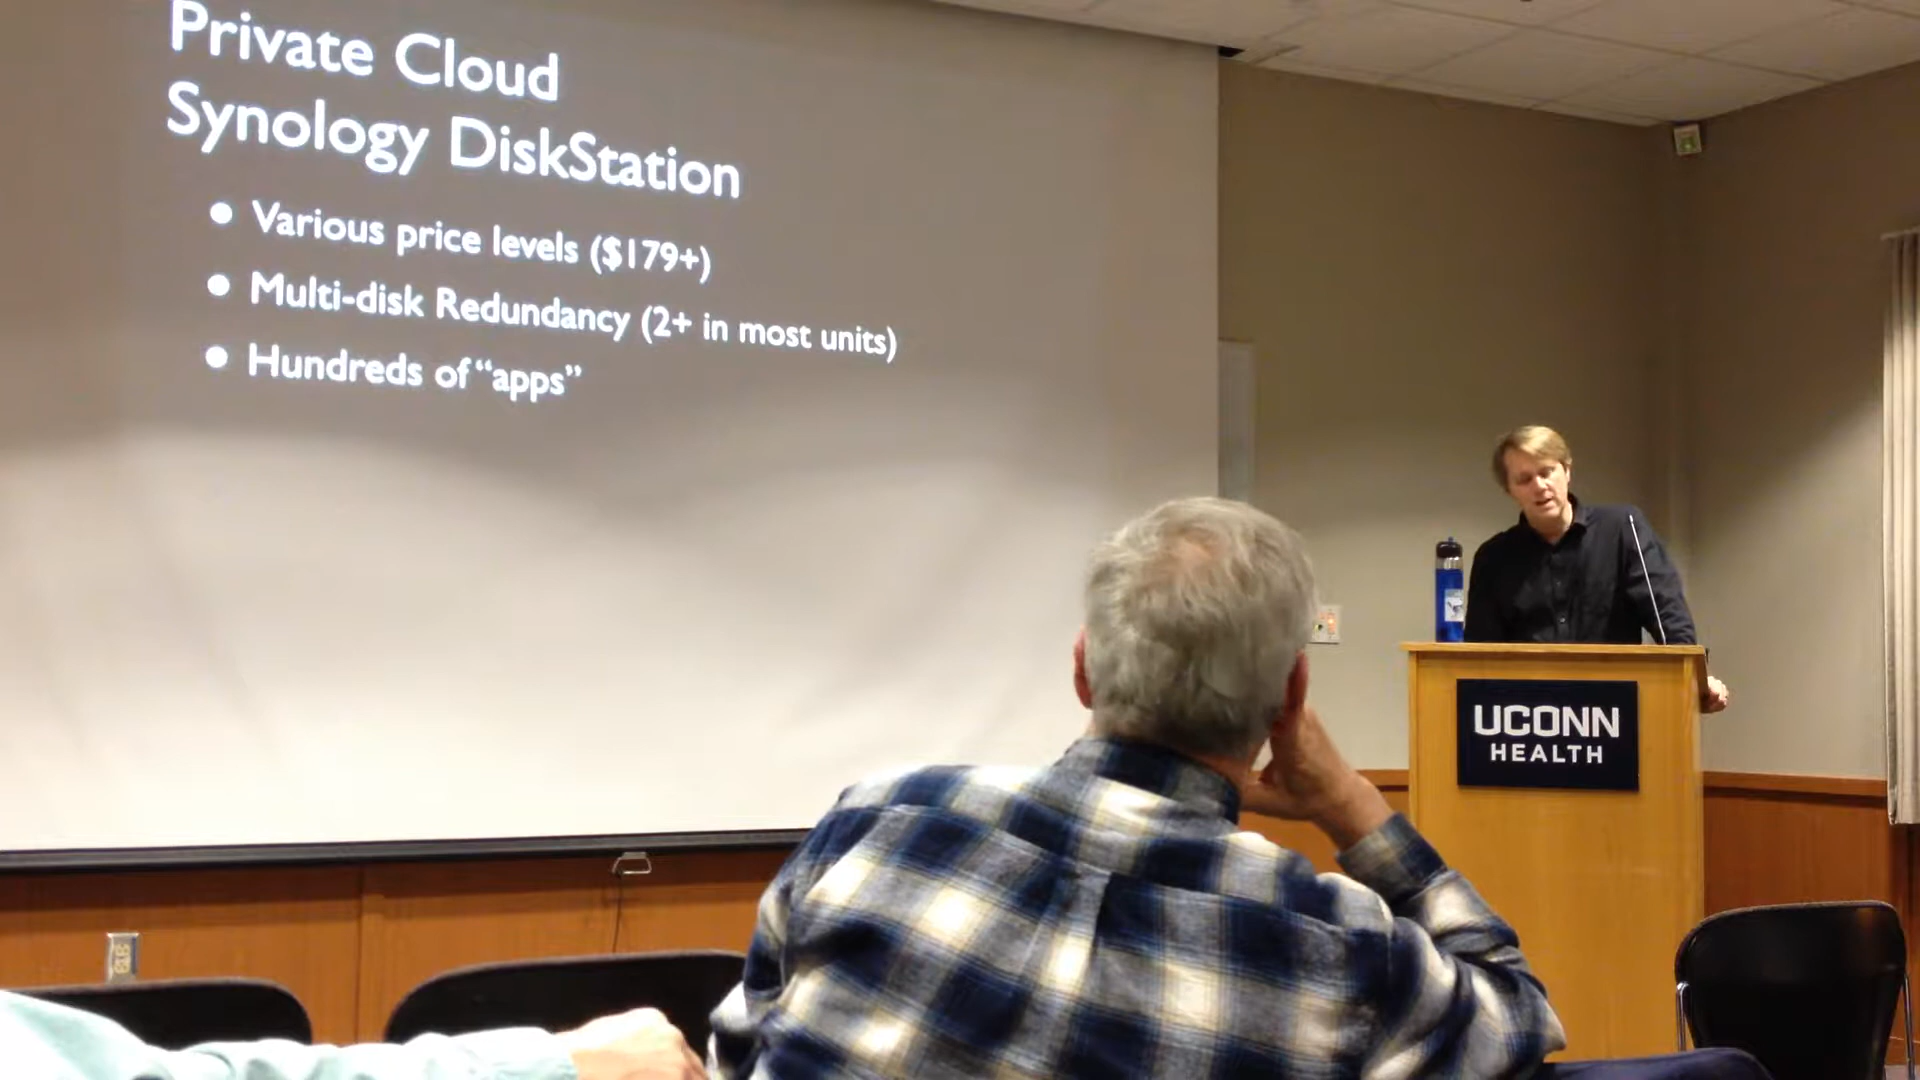 Private Cloud
Synology DiskStation
● Various price levels ($179+)
● Multi-disk Redundancy (2+ in most units)
● Hundreds of “apps”
UCONN
HEALTH